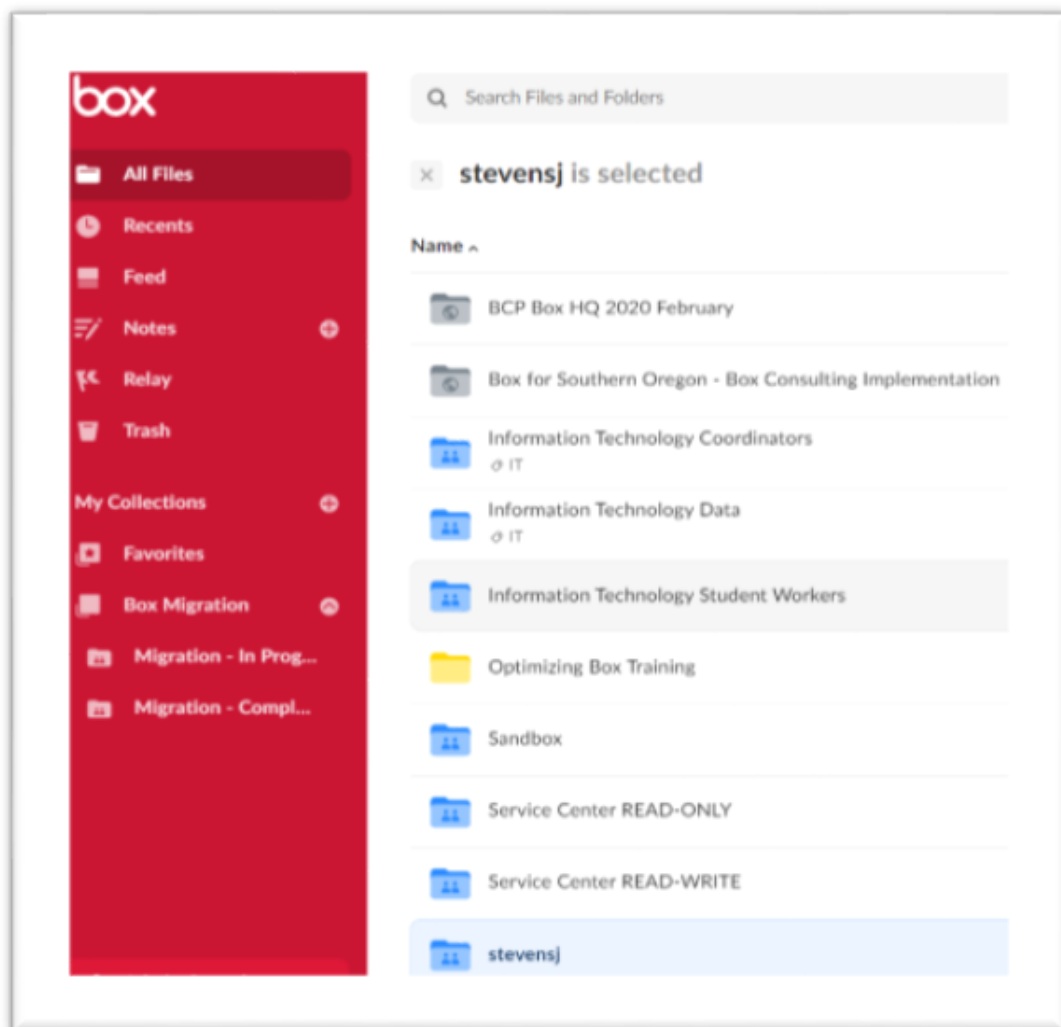 box
All Files
Recents
Feed
Notes
Relay
Trash
My Collections
Favorites
Box Migration
Migration - In Prog...
Migration - Compl...
Search Files and Folders
stevensj is selected
Name
BCP Box HQ 2020 February
Box for Southern Oregon - Box Consulting Implementation
Information Technology Coordinators
IT
Information Technology Data
IT
Information Technology Student Workers
Optimizing Box Training
Sandbox
Service Center READ-ONLY
Service Center READ-WRITE
stevensj